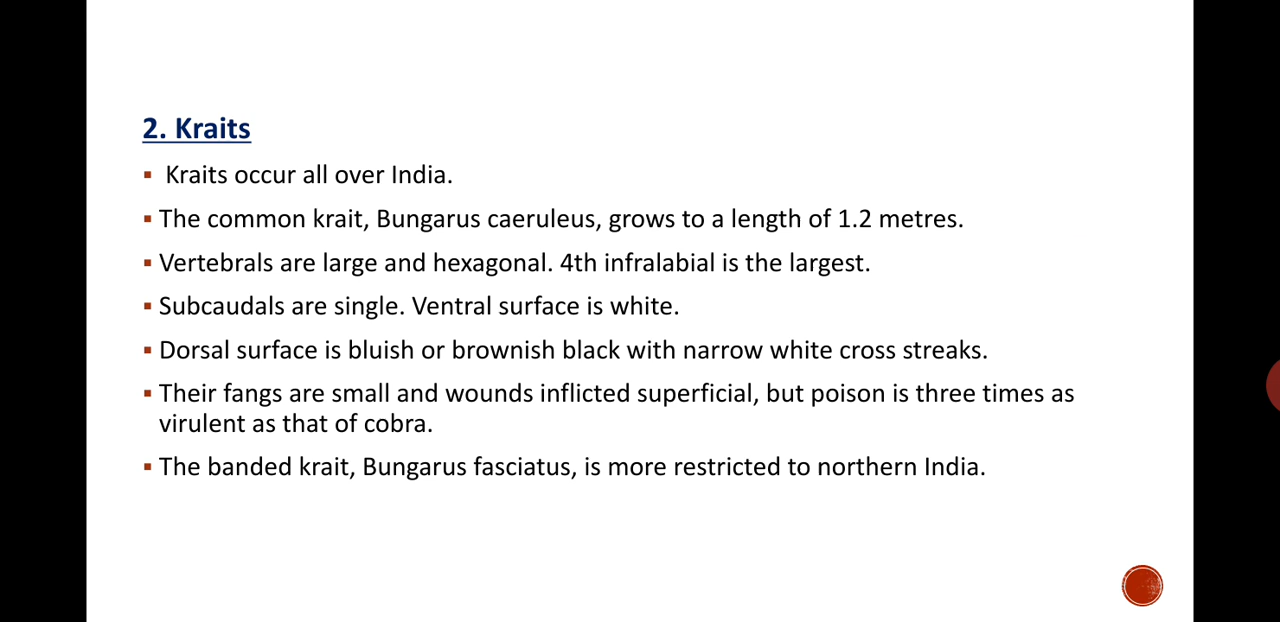 2. Kraits
▪ Kraits occur all over India.
▪ The common krait, Bungarus caeruleus, grows to a length of 1.2 metres.
▪ Vertebrals are large and hexagonal. 4th infralabial is the largest.
▪ Subcaudals are single. Ventral surface is white.
▪ Dorsal surface is bluish or brownish black with narrow white cross streaks.
▪ Their fangs are small and wounds inflicted superficial, but poison is three times as
virulent as that of cobra.
▪ The banded krait, Bungarus fasciatus, is more restricted to northern India.